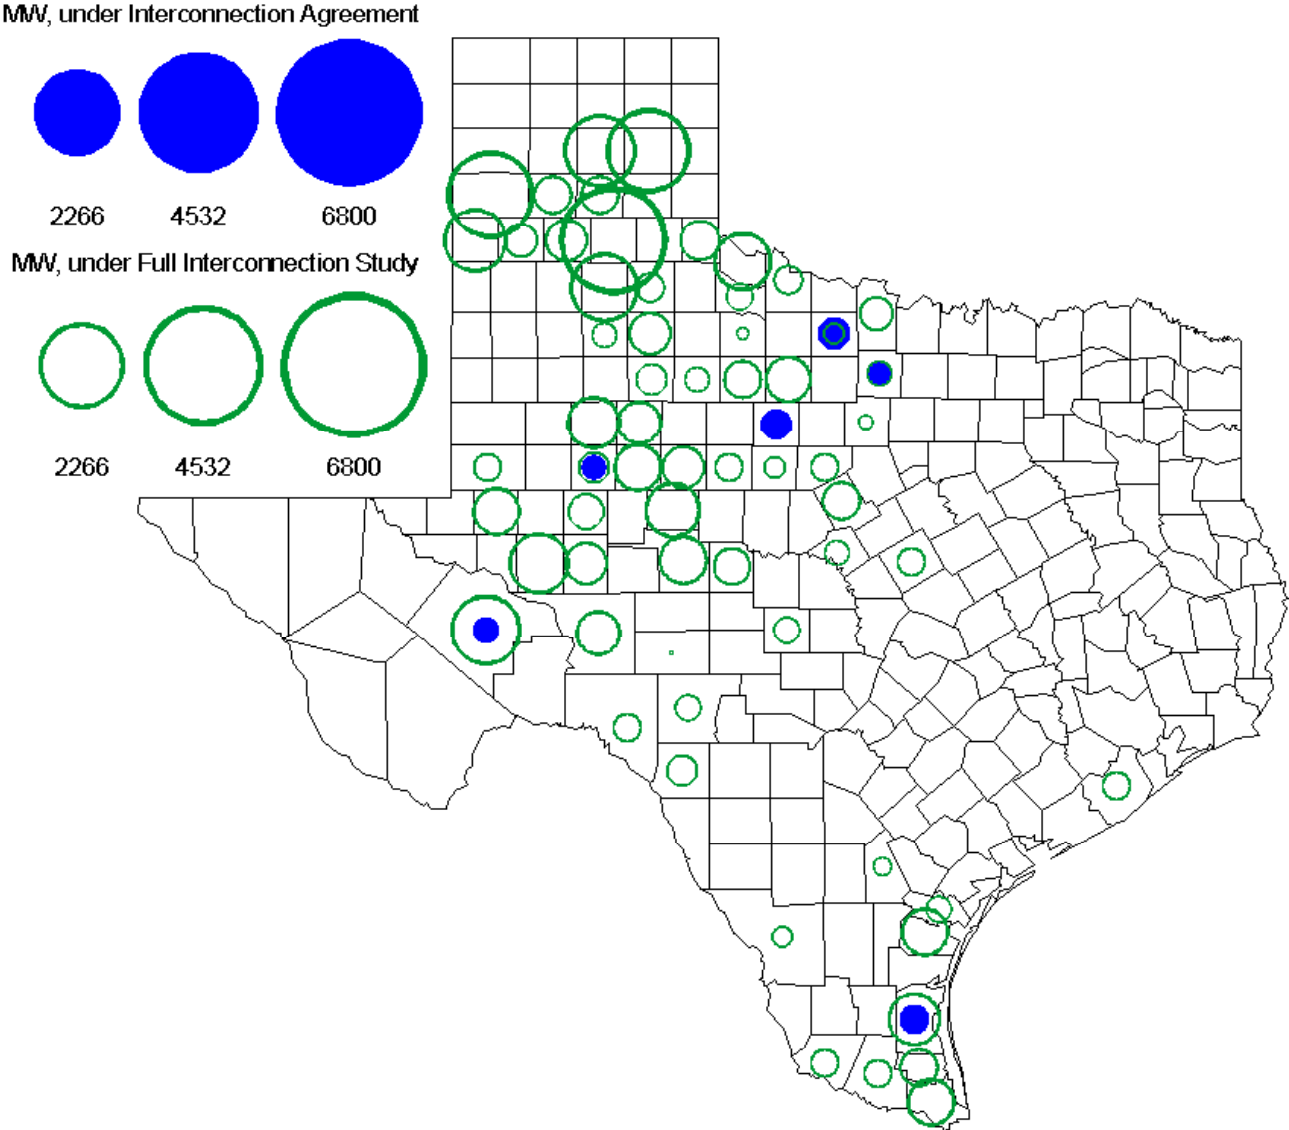 MW, under Interconnection Agreement
2266 4532 6800
MW, under Full Interconnection Study
2266 4532 6800